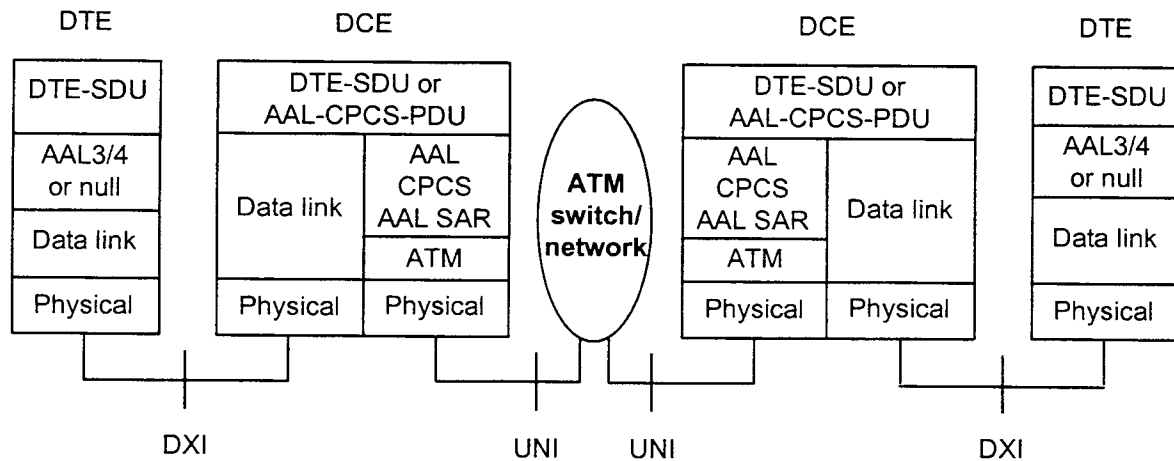 DTE
DCE
DCE
DTE
DTE-SDU
AAL3/4
or null
Data link
Physical
DTE-SDU or
AAL-CPCS-PDU
Data link
Physical
AAL
CPCS
AAL SAR
ATM
Physical
ATM
switch/
network
DTE-SDU or
AAL-CPCS-PDU
AAL
CPCS
AAL SAR
ATM
Physical
Data link
Physical
DTE-SDU
AAL3/4
or null
Data link
Physical
DXI
UNI
UNI
DXI